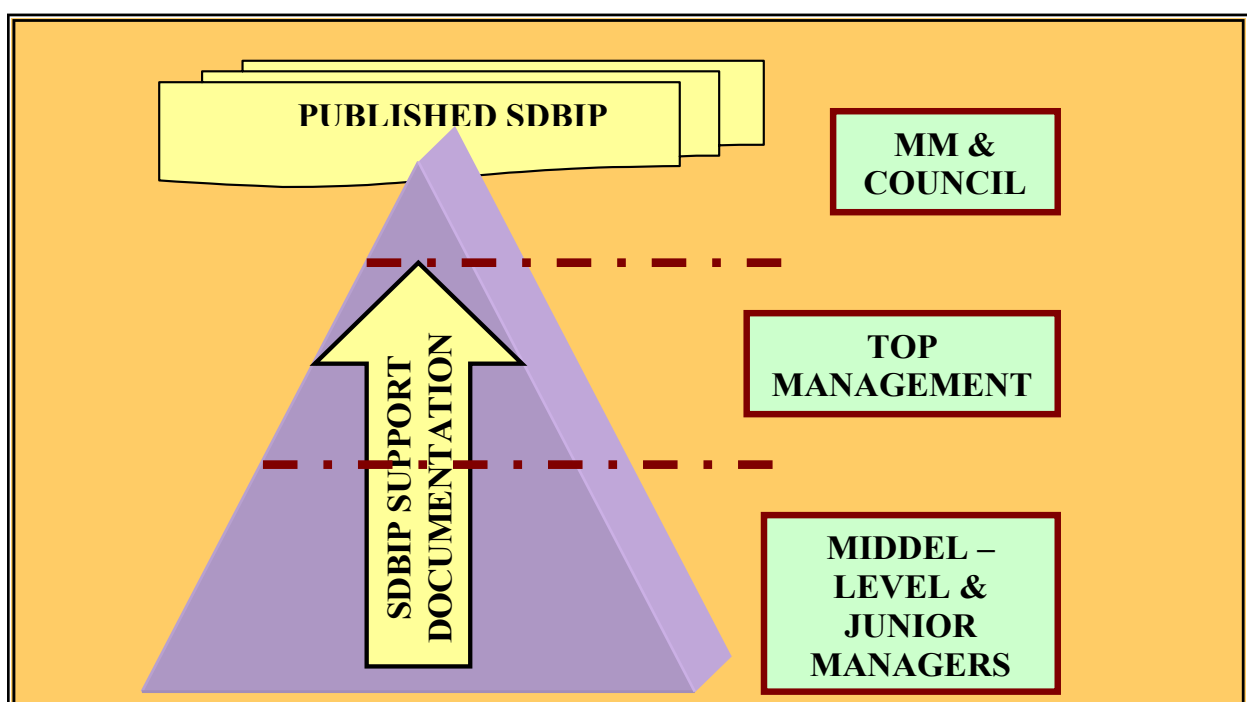 PUBLISHED SDBIP
MM &
COUNCIL
TOP
MANAGEMENT
SDBIP SUPPORT
DOCUMENTATION
MIDDEL –
LEVEL &
JUNIOR
MANAGERS